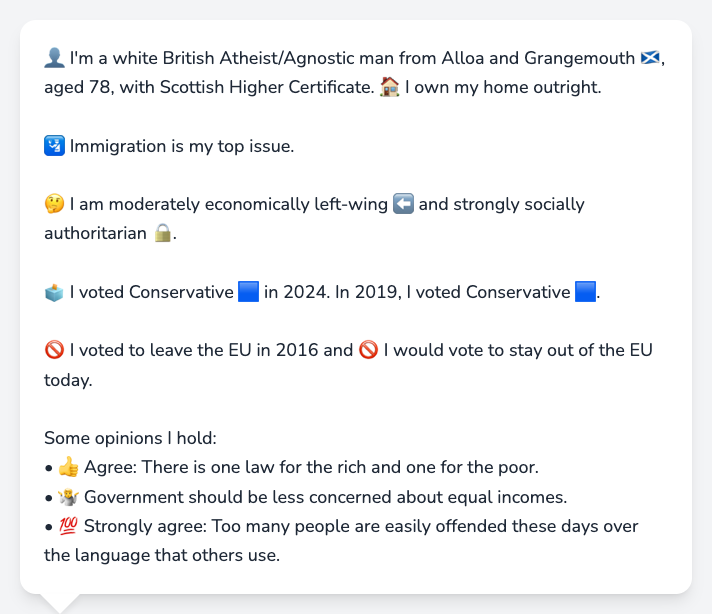 👤 I'm a white British Atheist/Agnostic man from Alloa and Grangemouth 🏴󠁧󠁢󠁳󠁣󠁴󠁿,
aged 78, with Scottish Higher Certificate. 🏠 I own my home outright.
🛂 Immigration is my top issue.
🤔 I am moderately economically left-wing ⬅️ and strongly socially
authoritarian 🔒.
🗳️ I voted Conservative 🟦 in 2024. In 2019, I voted Conservative 🟦.
🚫 I voted to leave the EU in 2016 and 🚫 I would vote to stay out of the EU
today.
Some opinions I hold:
• 👍 Agree: There is one law for the rich and one for the poor.
• 🤷 Government should be less concerned about equal incomes.
• 💯 Strongly agree: Too many people are easily offended these days over
the language that others use.